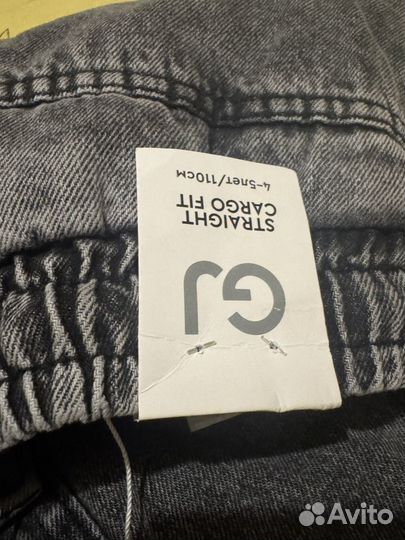 GJ
STRAIGHT
CARGO FIT
4-5лет/110см
Avito